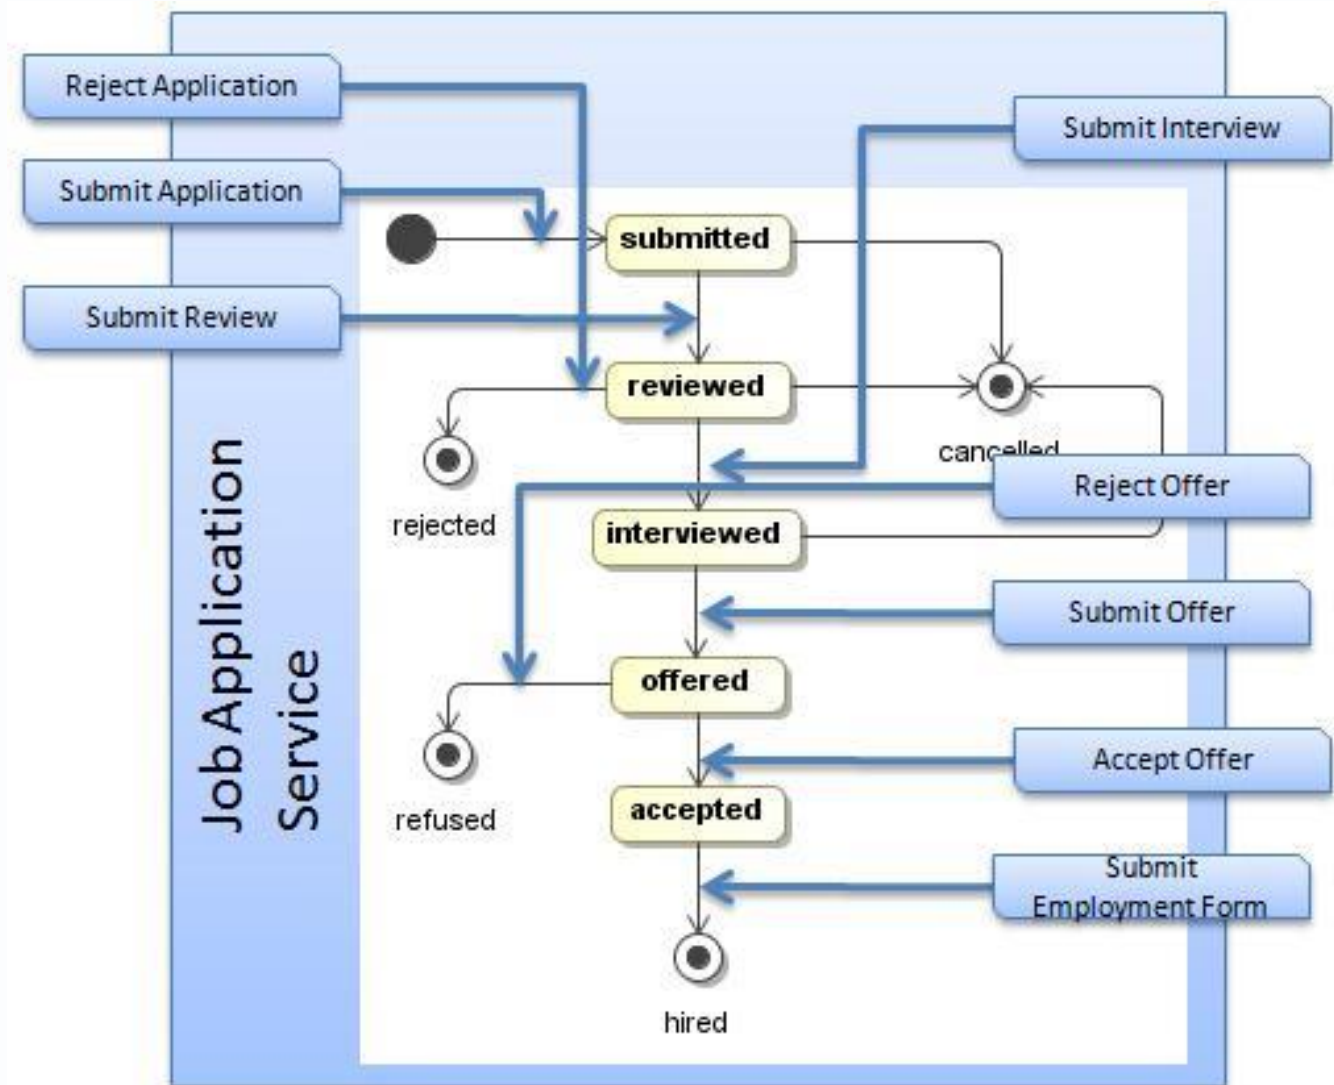 Reject Application
Submit Interview
Submit Application
submitted
Submit Review
reviewed
cancelled
Reject Offer
rejected
interviewed
Job Application
Service
Submit Offer
offered
Accept Offer
accepted
refused
Submit
Employment Form
hired